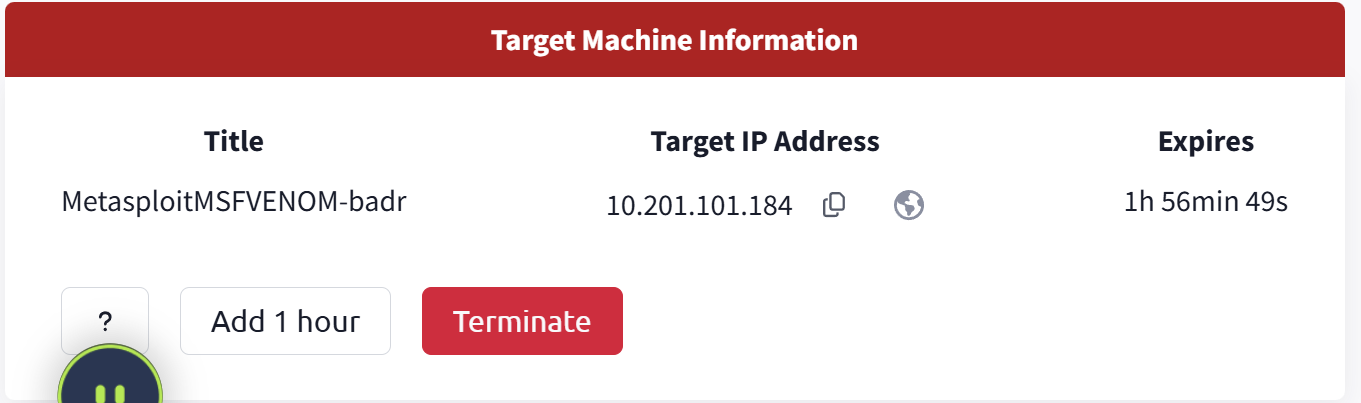 Target Machine Information
Title Target IP Address Expires
MetasploitMSFVENOM-badr 10.201.101.184 1h 56min 49s
? Add 1 hour Terminate